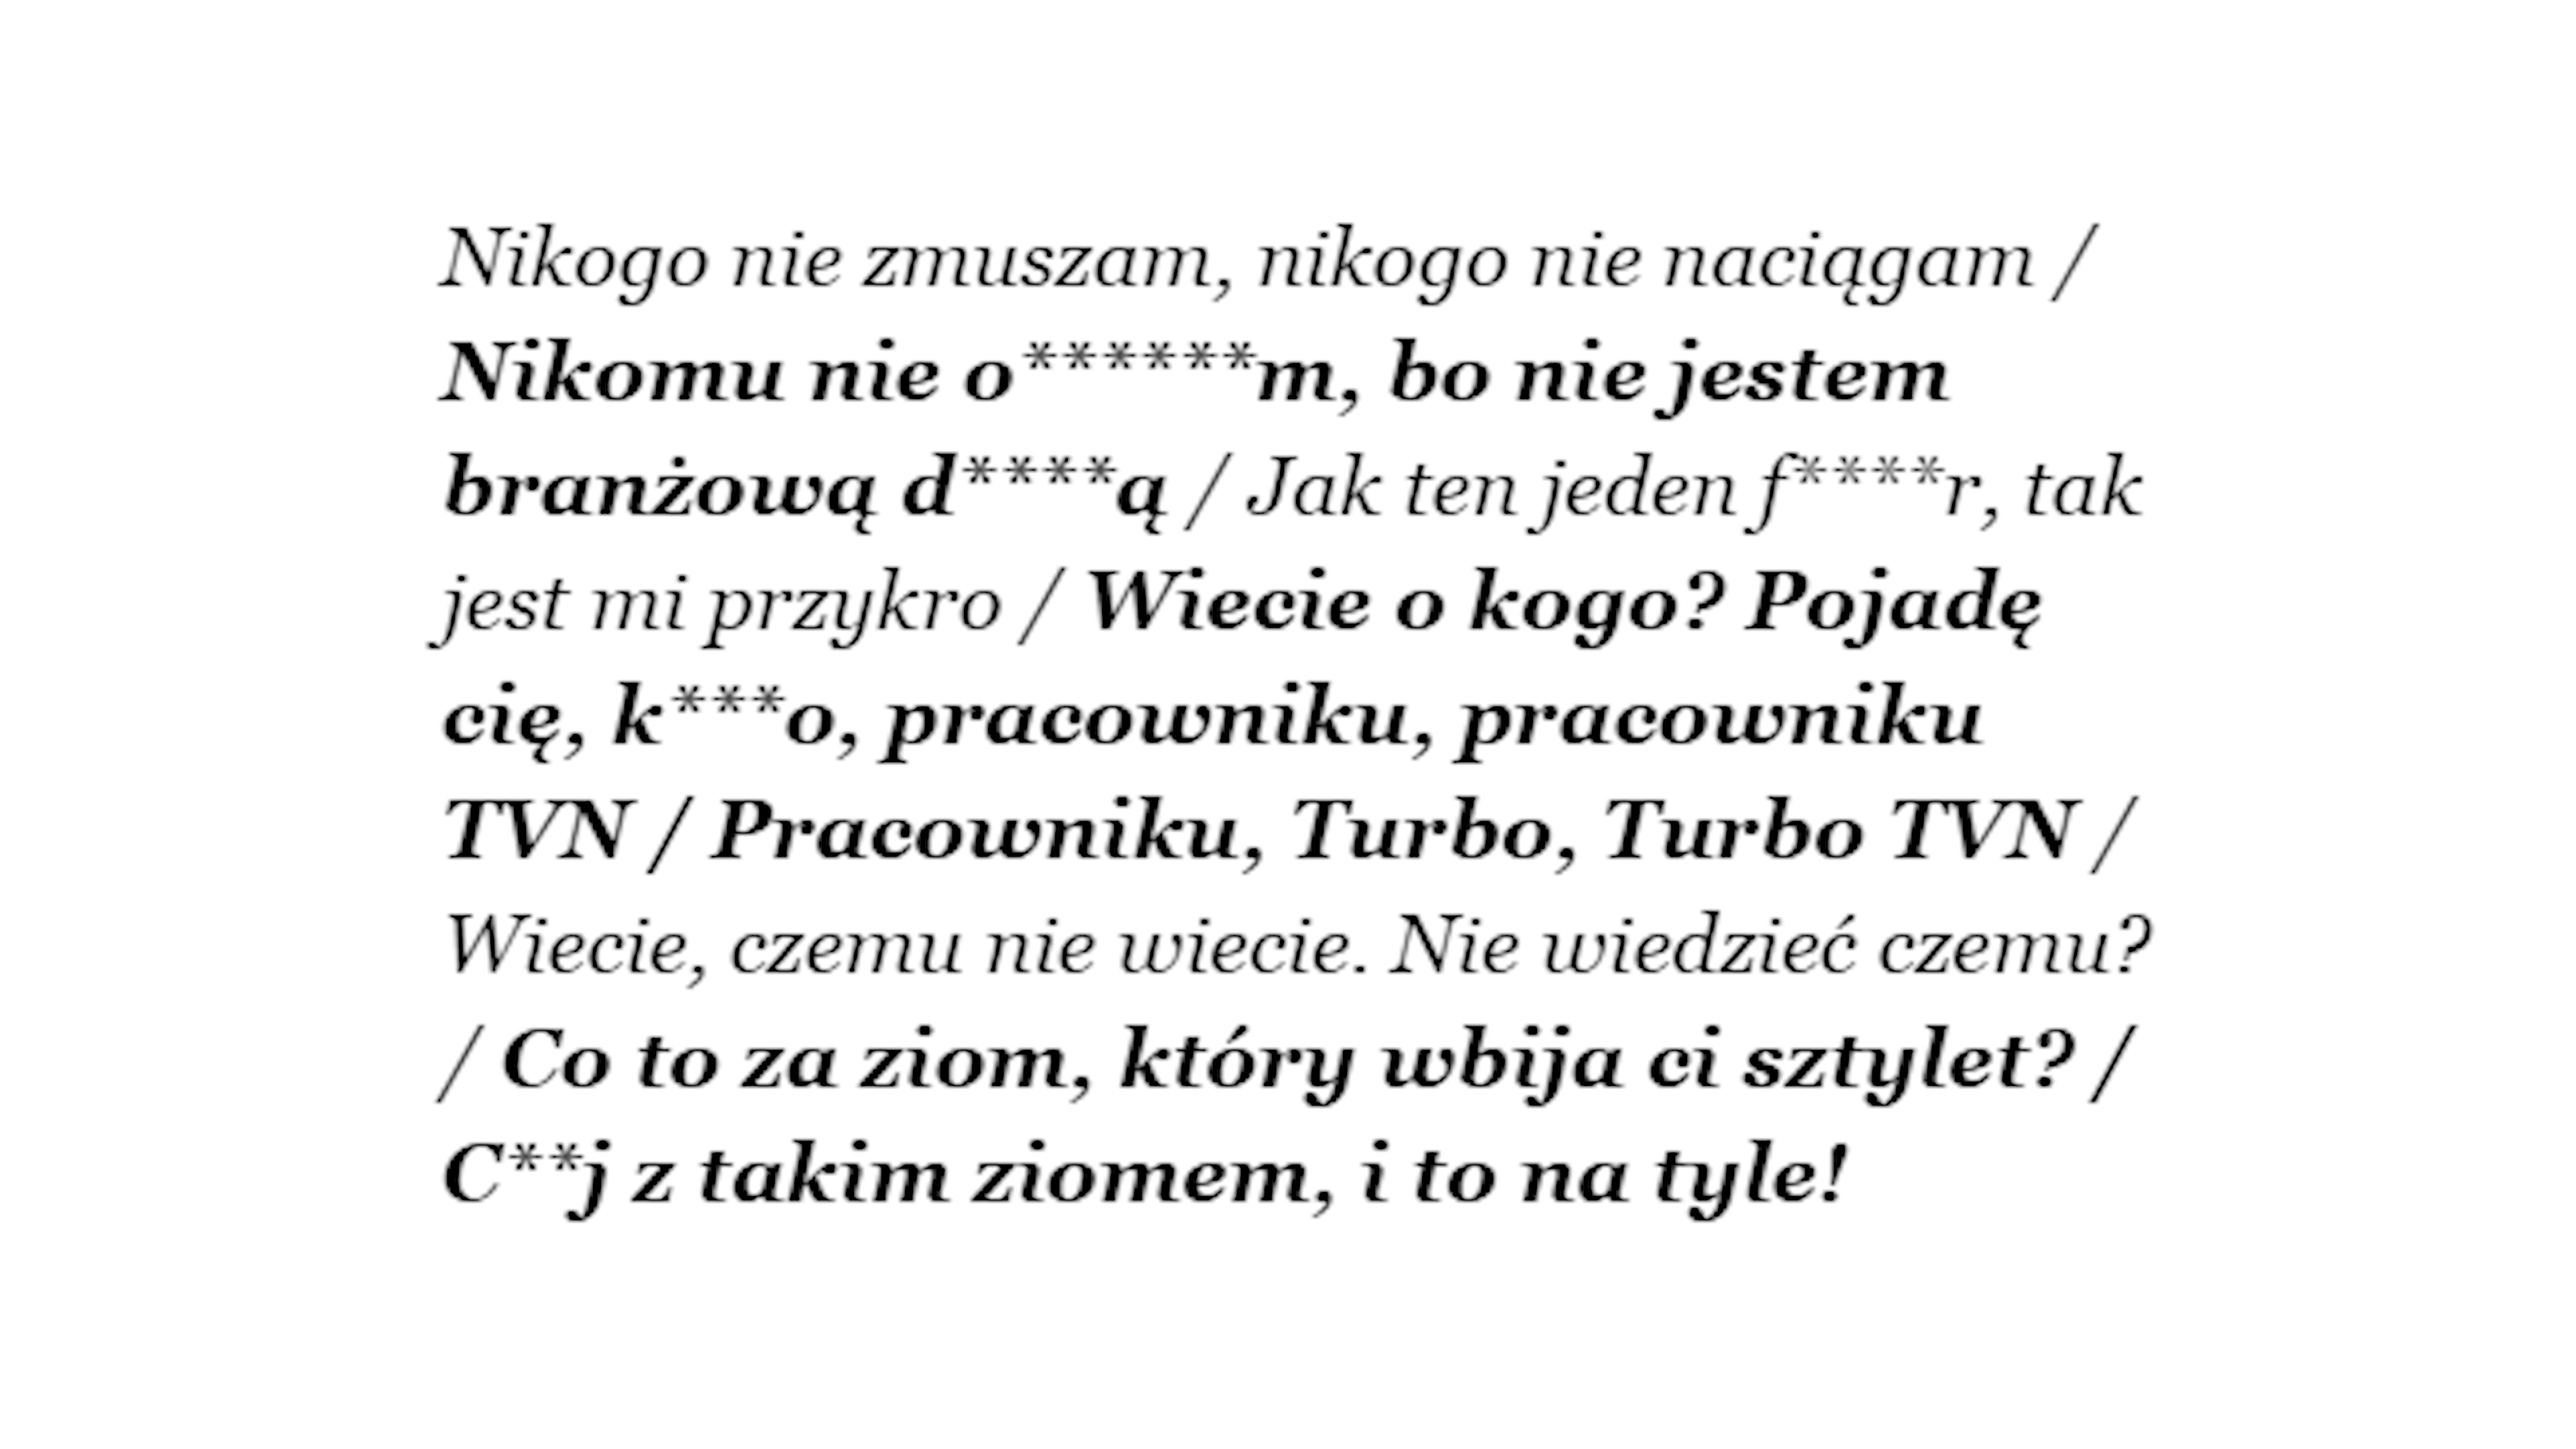 Nikogo nie zmuszam, nikogo nie naciągam /
Nikomu nie o******m, bo nie jestem
branżową d****ą / Jak ten jeden f****r, tak
jest mi przykro / Wiecie o kogo? Pojadę
cię, k***o, pracowniku, pracowniku
TVN / Pracowniku, Turbo, Turbo TVN /
Wiecie, czemu nie wiecie. Nie wiedzieć czemu?
/ Co to za ziom, który wbija ci sztylet? /
C**j z takim ziomem, i to na tyle!